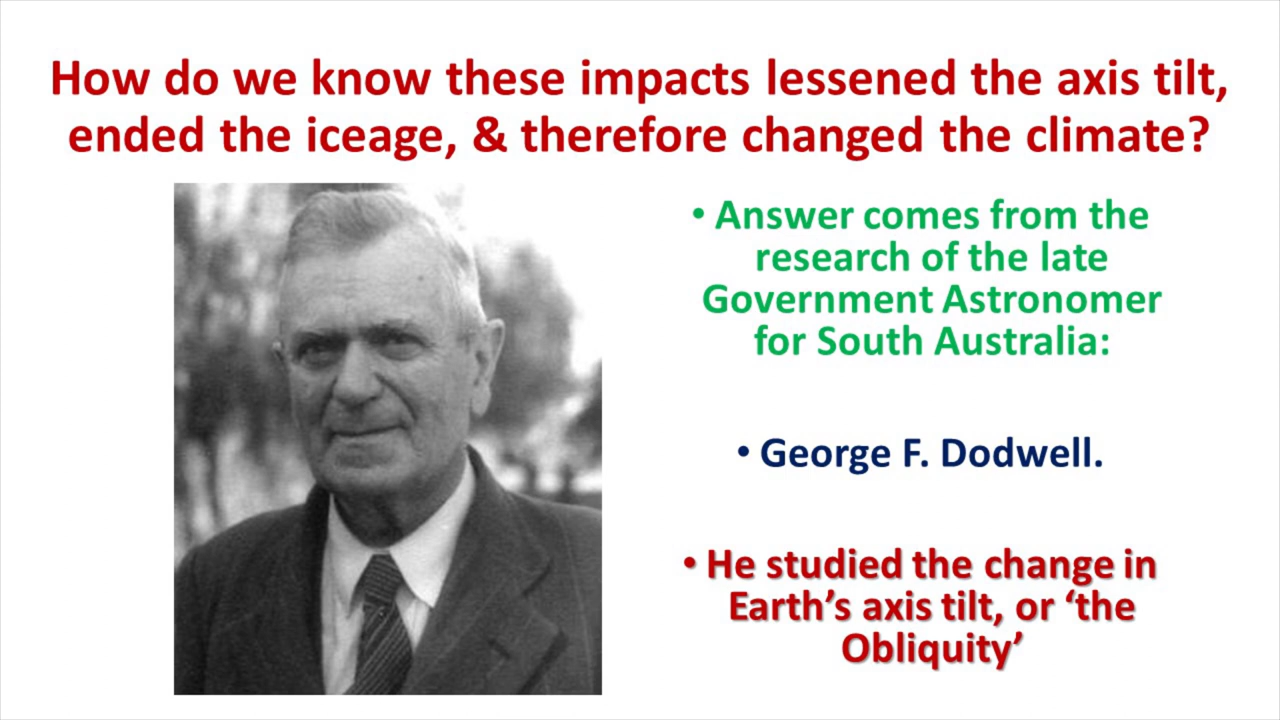 How do we know these impacts lessened the axis tilt,
ended the iceage, & therefore changed the climate?
• Answer comes from the
research of the late
Government Astronomer
for South Australia:
• George F. Dodwell.
• He studied the change in
Earth’s axis tilt, or ‘the
Obliquity’